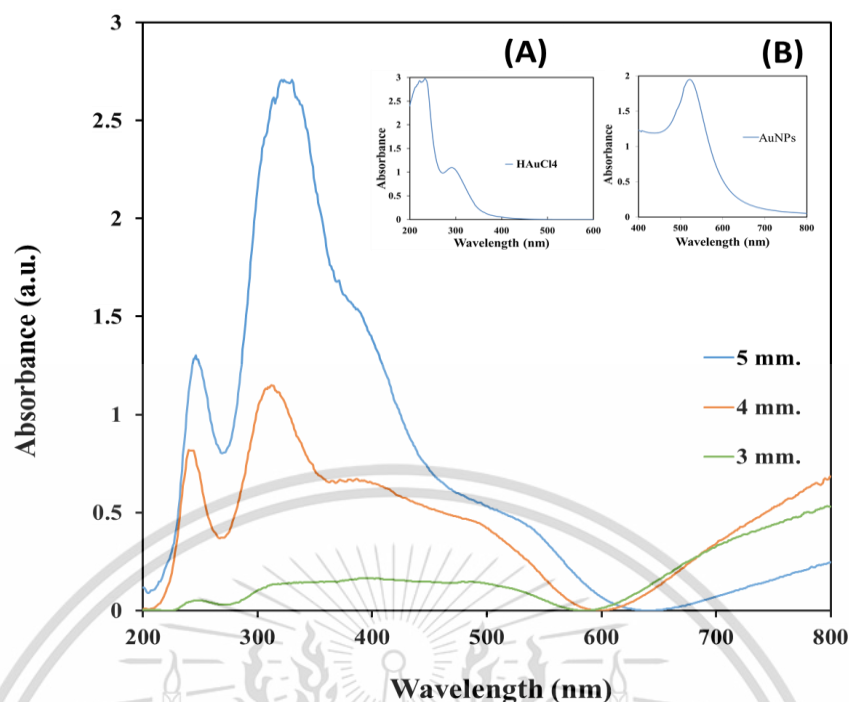 (A)
(B)
3
2.5
2
1.5
1
0.5
0
200
300
400
500
600
700
800
Absorbance (a.u.)
Wavelength (nm)
3
2.5
2
1.5
1
0.5
0
200
300
400
500
600
Absorbance
Wavelength (nm)
HAuCl4
2
1.5
1
0.5
0
400
500
600
700
800
Absorbance
Wavelength (nm)
AuNPs
5 mm.
4 mm.
3 mm.